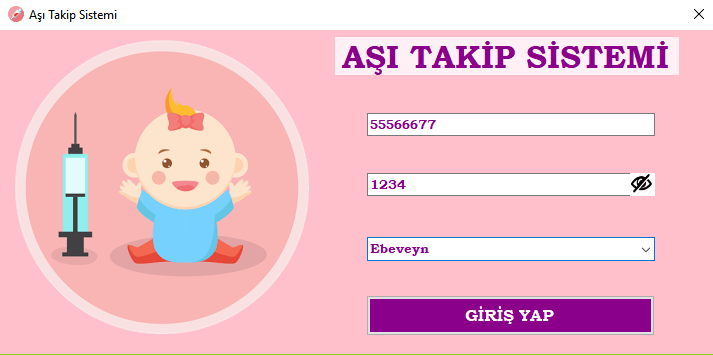 Aşı Takip Sistemi
AŞI TAKİP SİSTEMİ
55566677
1234
Ebeveyn
GİRİŞ YAP